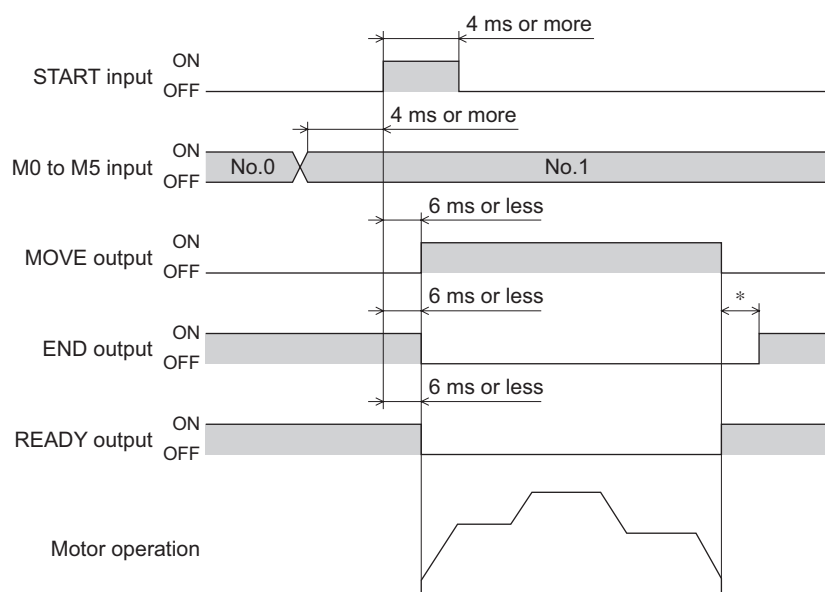 4 ms or more
ON
START input
OFF
4 ms or more
ON
M0 to M5 input
No.0
No.1
OFF
6 ms or less
ON
MOVE output
OFF
6 ms or less
*
ON
END output
OFF
6 ms or less
ON
READY output
OFF
Motor operation